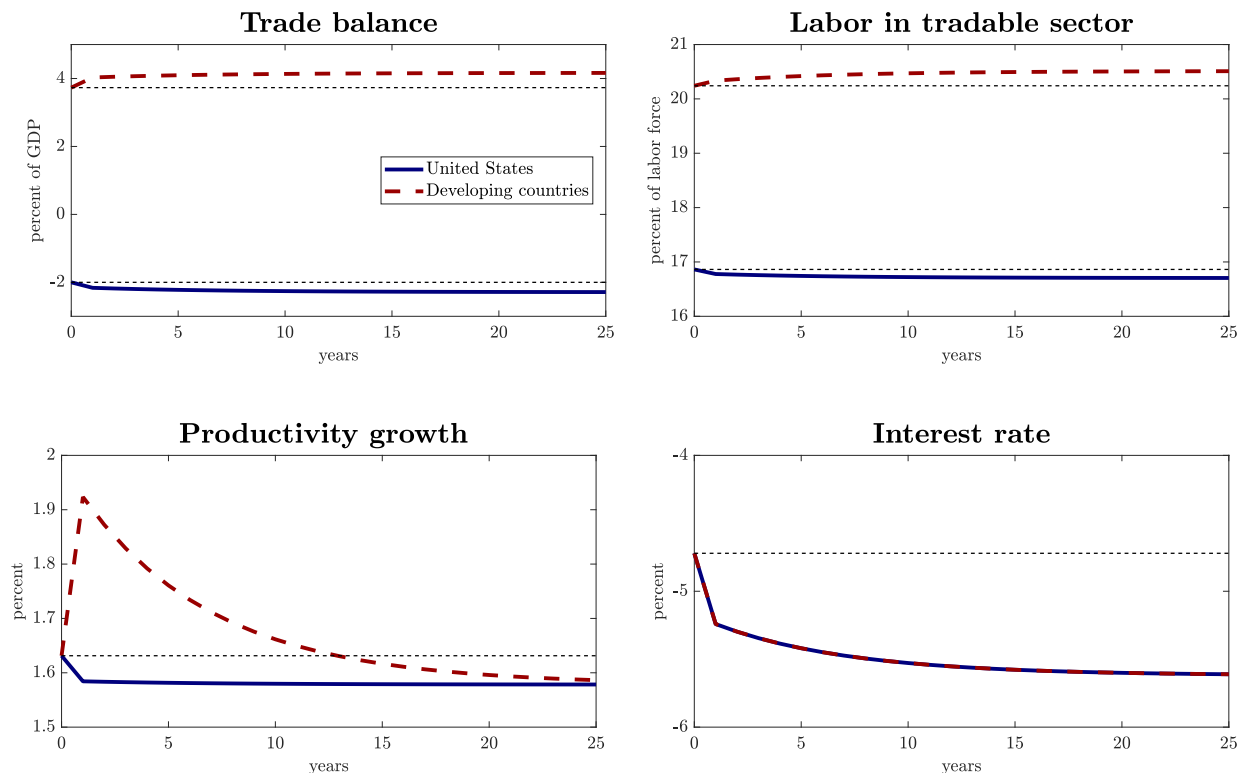 Trade balance
percent of GDP
4
2
0
-2
0 5 10 15 20 25
years
United States
Developing countries
Labor in tradable sector
percent of labor force
21
20
19
18
17
16
0 5 10 15 20 25
years
Productivity growth
percent
2
1.9
1.8
1.7
1.6
1.5
0 5 10 15 20 25
years
Interest rate
percent
-4
-5
-6
0 5 10 15 20 25
years